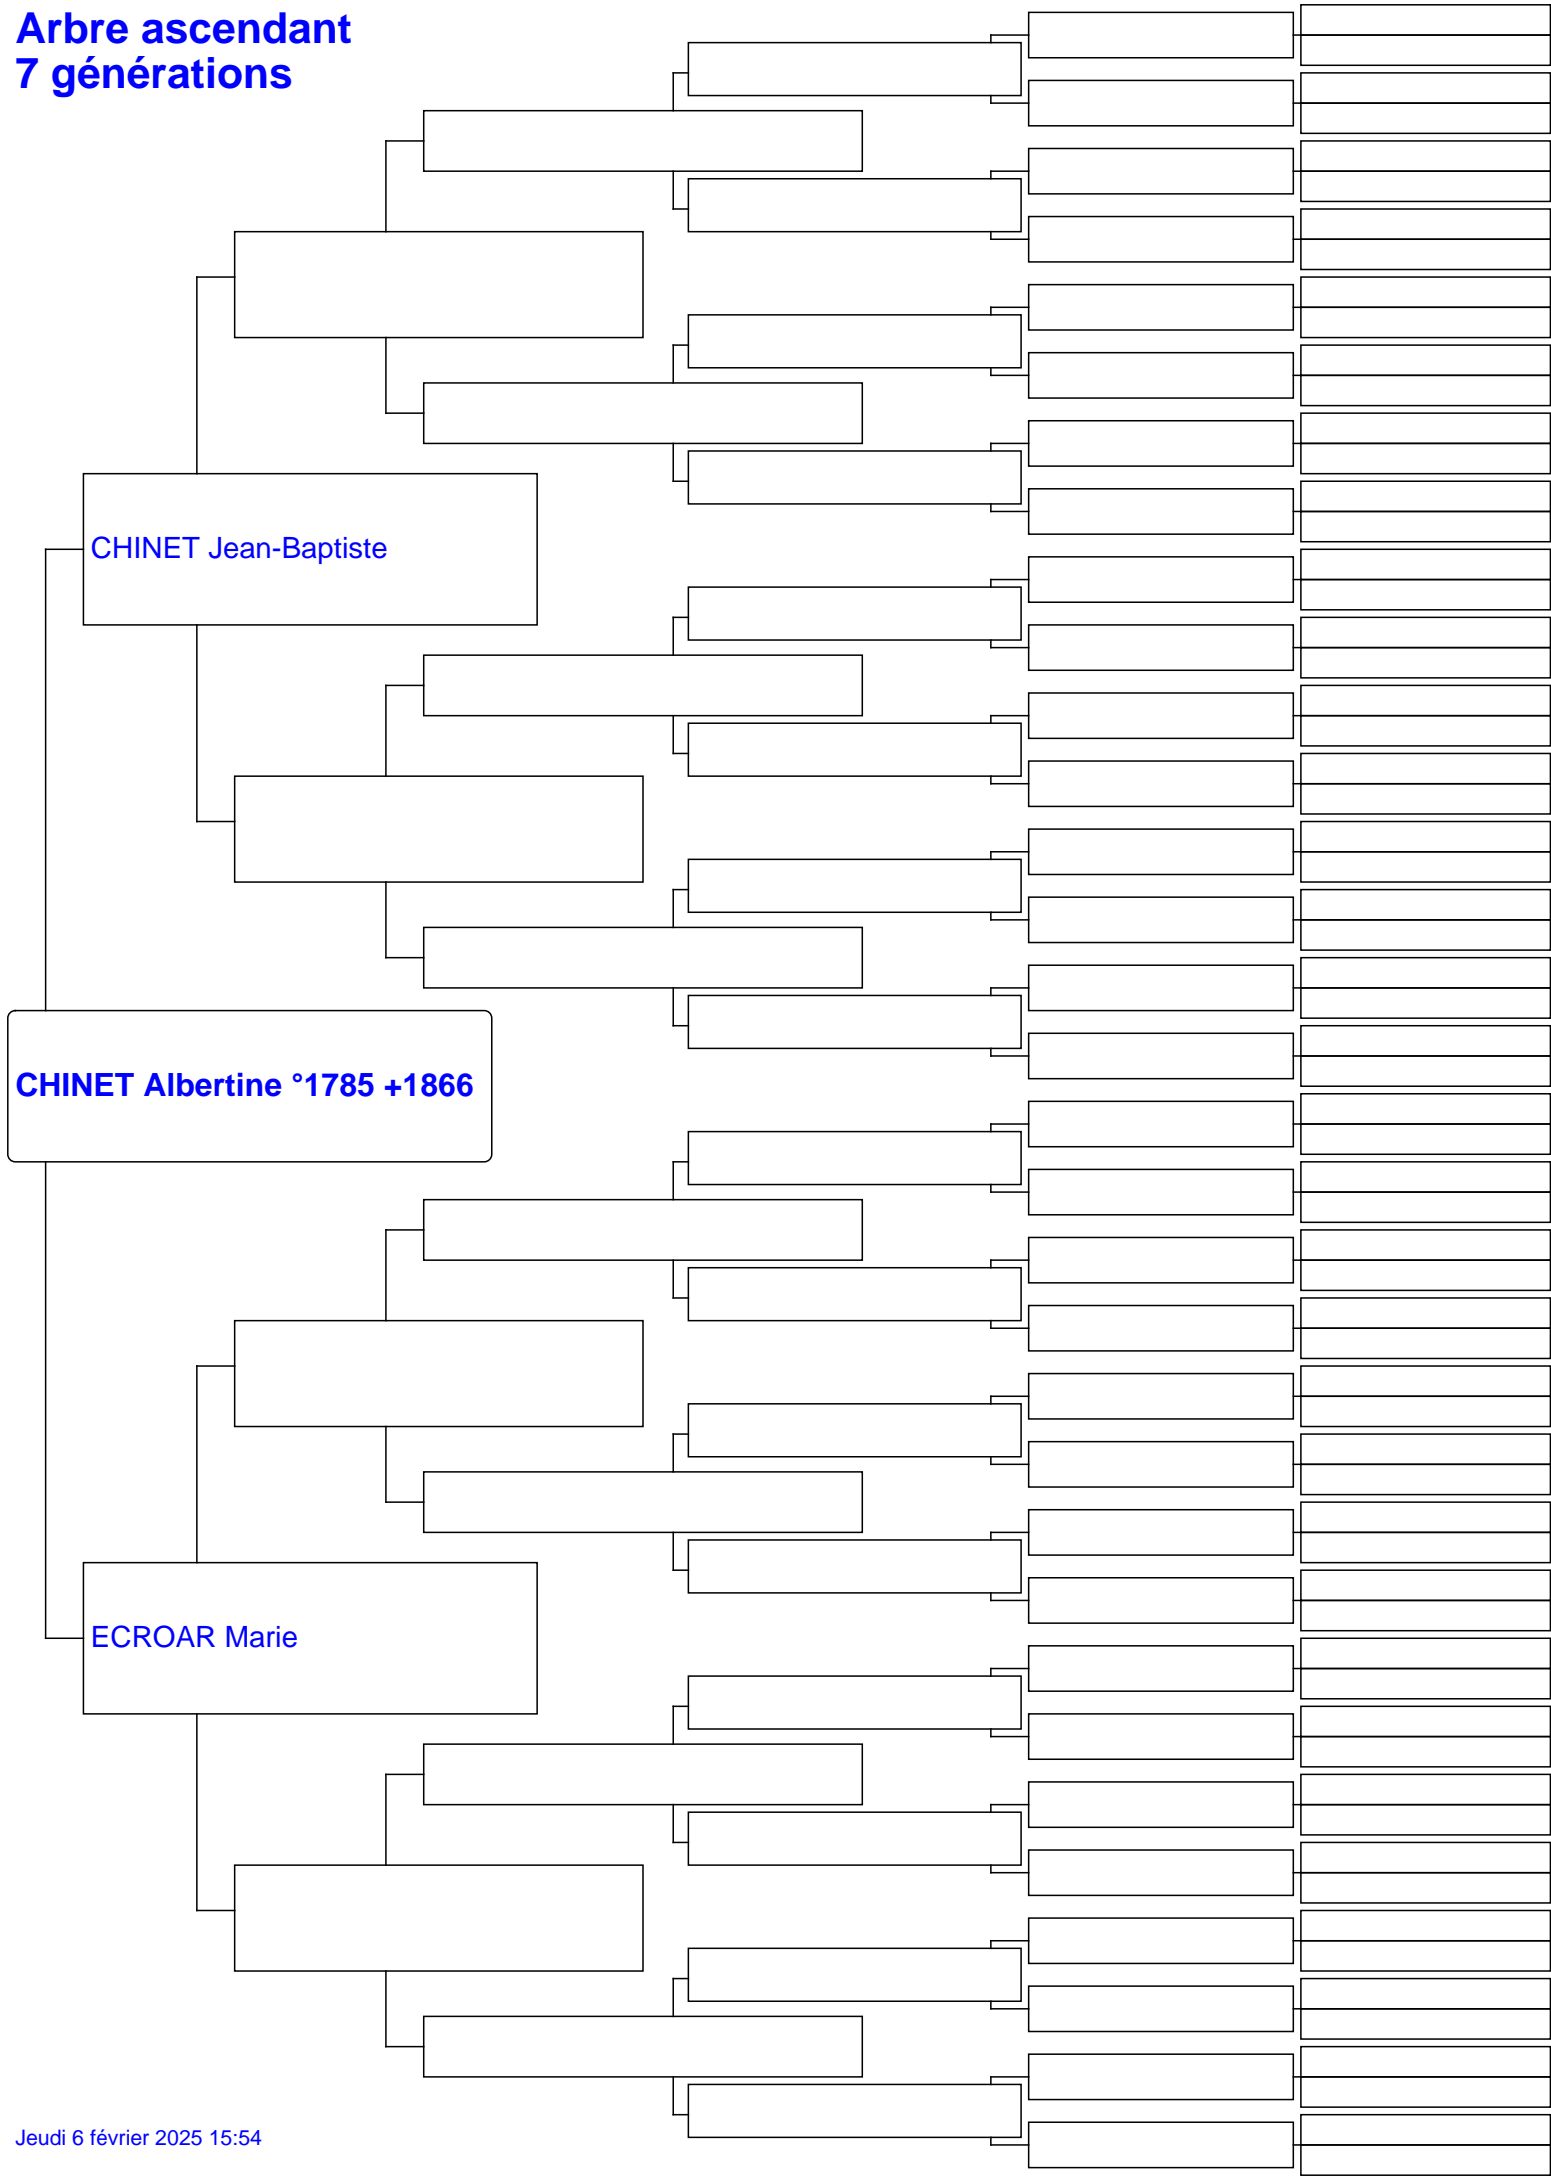 Arbre ascendant
7 générations
CHINET Jean-Baptiste
CHINET Albertine °1785 +1866
ECROAR Marie
Jeudi 6 février 2025 15:54